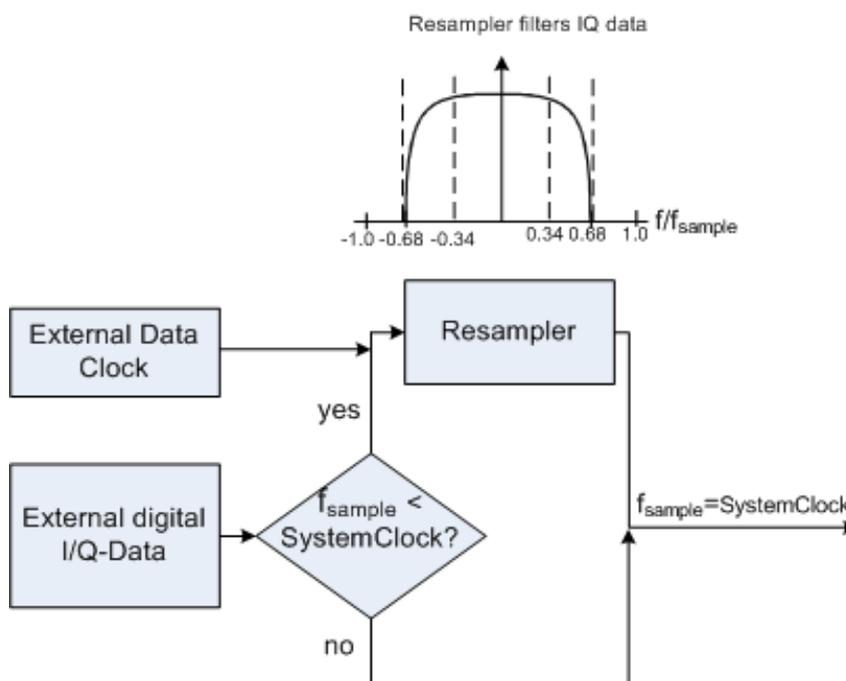 Resampler filters IQ data
f/fsample
-1.0 -0.68 -0.34 0.34 0.68 1.0
External Data
Clock
Resampler
yes
External digital
I/Q-Data
fsample <
SystemClock?
fsample=SystemClock
no